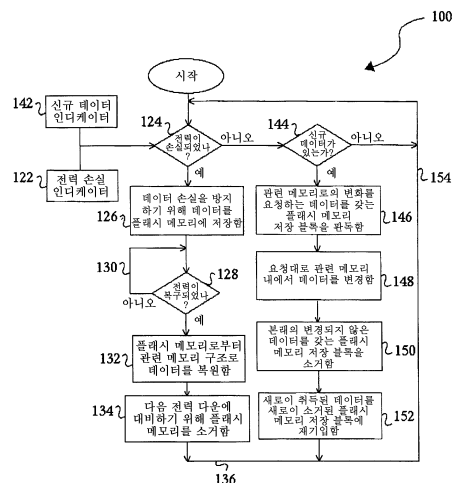 100
시작
142
신규 데이터
인디케이터
124
전력이
손실되었나
?
아니오
144
신규
데이터가
있는가?
아니오
예
예
122
전력 손실
인디케이터
154
126
데이터 손실을 방지
하기 위해 데이터를
플래시 메모리에 저장함
관련 메모리로의 변화를
요청하는 데이터를 갖는
플래시 메모리
저장 블록을 판독함
146
130
128
전력이
복구되었나
?
아니오
예
요청대로 관련 메모리
내에서 데이터를 변경함
148
132
플래시 메모리로부터
관련 메모리 구조로
데이터를 복원함
본래의 변경되지 않은
데이터를 갖는 플래시
메모리 저장 블록을
소거함
150
134
다음 전력 다운에
대비하기 위해 플래시
메모리를 소거함
새로이 취득된 데이터를
새로이 소거된 플래시
메모리 저장 블록에
재기입함
152
136